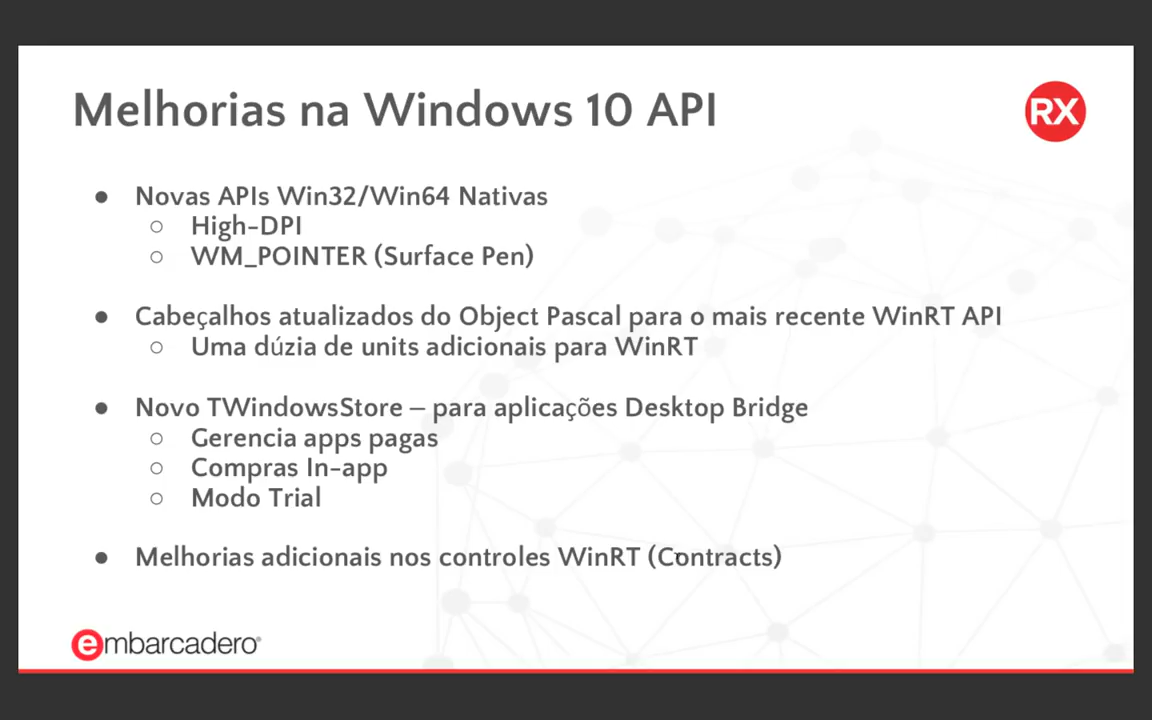 Melhorias na Windows 10 API
RX
● Novas APIs Win32/Win64 Nativas
○ High-DPI
○ WM_POINTER (Surface Pen)
● Cabeçalhos atualizados do Object Pascal para o mais recente WinRT API
○ Uma dúzia de units adicionais para WinRT
● Novo TWindowsStore – para aplicações Desktop Bridge
○ Gerencia apps pagas
○ Compras In-app
○ Modo Trial
● Melhorias adicionais nos controles WinRT (Contracts)
embarcadero®